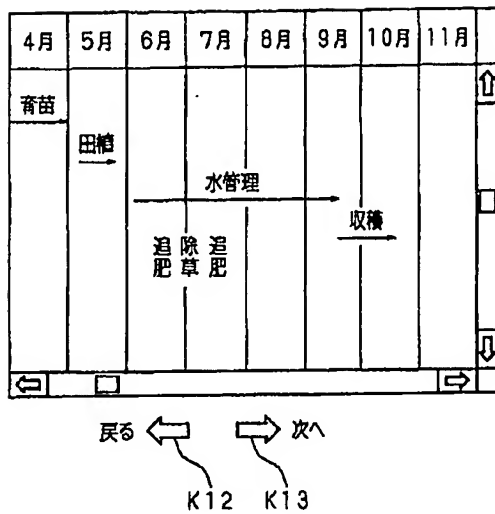 4月 5月 6月 7月 8月 9月 10月 11月
育苗
田植
水管理
収穫
追肥 除草 追肥
戻る 次へ
K12 K13